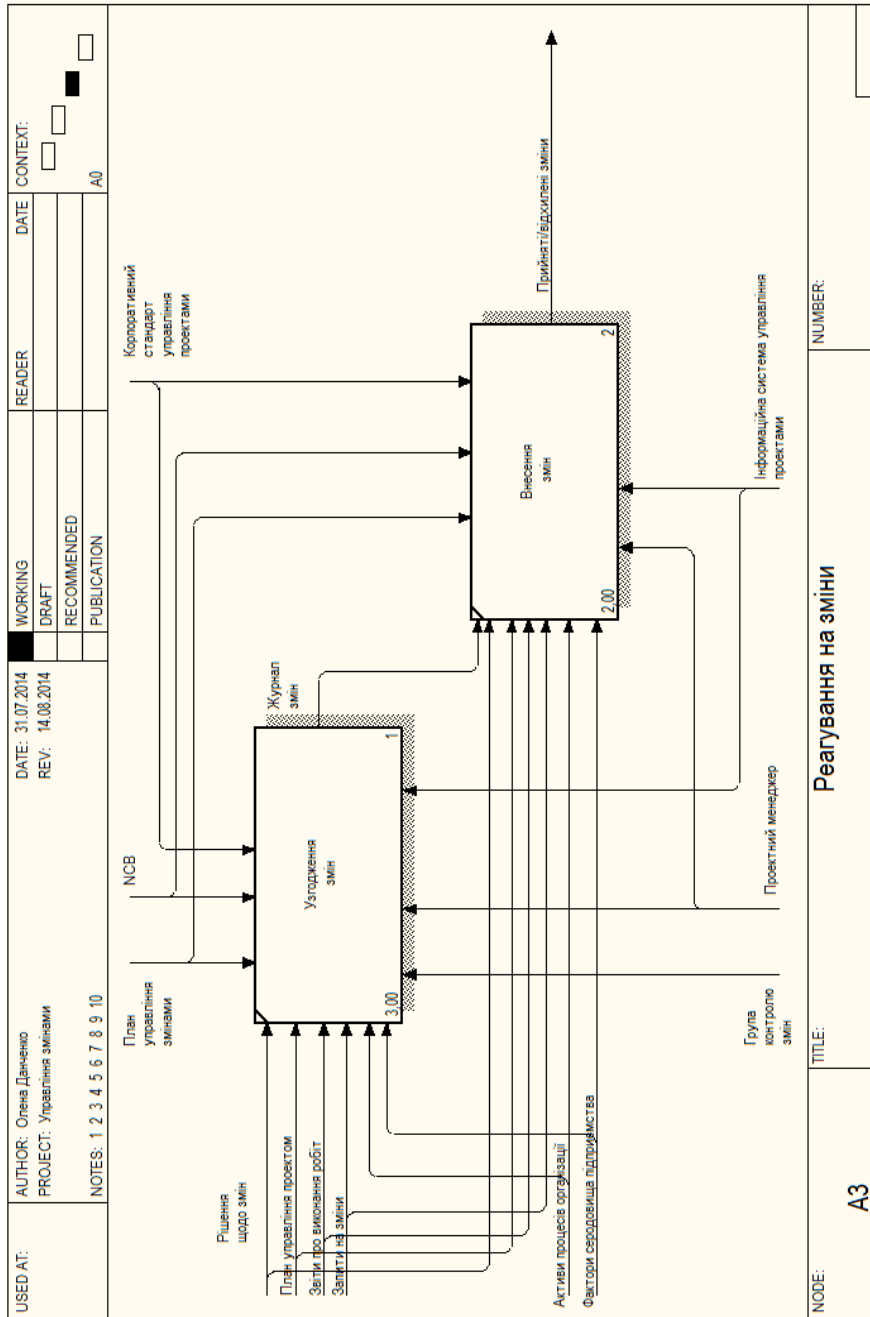 USED AT:
AUTHOR: Олена Данченко
PROJECT: Управління змінами
NOTES: 1 2 3 4 5 6 7 8 9 10
DATE: 31.07.2014
REV: 14.08.2014
WORKING
DRAFT
RECOMMENDED
PUBLICATION
READER
DATE
CONTEXT:
A0
План
управління
змінами
NCB
Корпоративний
стандарт
управління
проектами
Рішення
щодо змін
План управління проектом
Звіти про виконання робіт
Запити на зміни
Активи процесів організації
Фактори серодовища підприємства
Узгодження
змін
3,00
1
Журнал
змін
Внесення
змін
2,00
2
Прийняті/відхилені зміни
Група
контролю
змін
Проектний менеджер
Інформаційна система управління
проектами
NODE:
A3
TITLE:
Реагування на зміни
NUMBER: